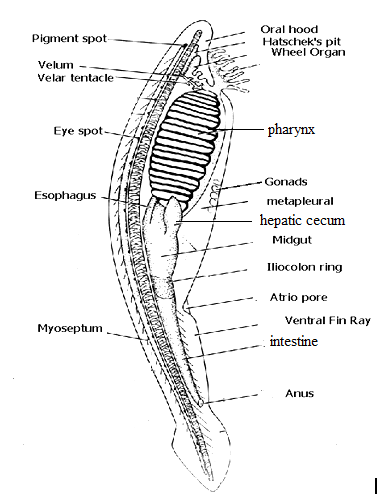 Oral hood
Hatschek's pit
Wheel Organ
Pigment spot
Velum
Velar tentacle
Eye spot
pharynx
Gonads
Esophagus
metapleural
hepatic cecum
Midgut
Iliocolon ring
Atrio pore
Ventral Fin Ray
Myoseptum
intestine
Anus